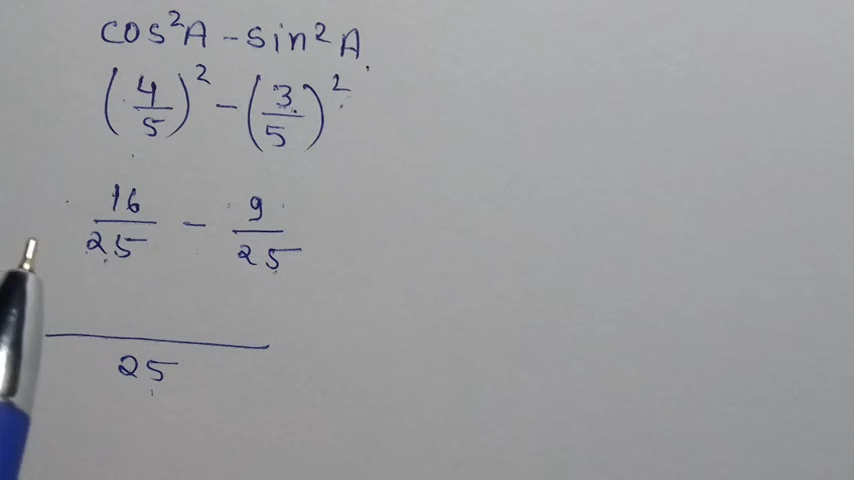 cos²A - sin²A
(4/5)² - (3/5)²
16/25 - 9/25
/25